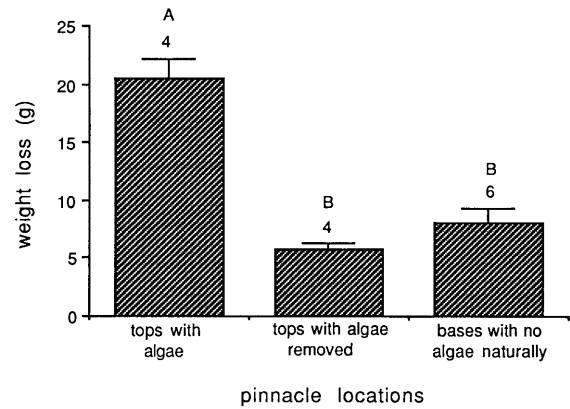 A
4
25
20
15
10
5
0
weight loss (g)
B
4
B
6
tops with
algae
tops with algae
removed
bases with no
algae naturally
pinnacle locations